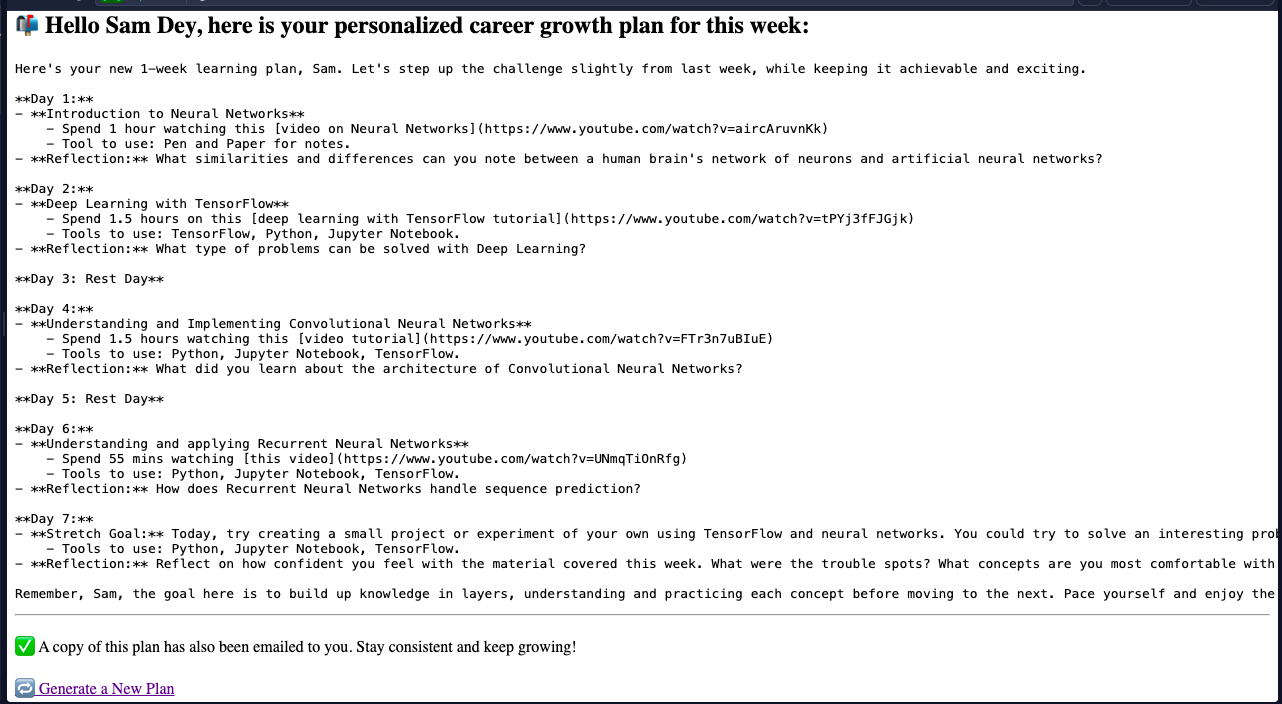 📬 Hello Sam Dey, here is your personalized career growth plan for this week:
Here's your new 1-week learning plan, Sam. Let's step up the challenge slightly from last week, while keeping it achievable and exciting.
**Day 1:**
- **Introduction to Neural Networks**
    - Spend 1 hour watching this [video on Neural Networks](https://www.youtube.com/watch?v=aircAruvnKk)
    - Tool to use: Pen and Paper for notes.
- **Reflection:** What similarities and differences can you note between a human brain's network of neurons and artificial neural networks?
**Day 2:**
- **Deep Learning with TensorFlow**
    - Spend 1.5 hours on this [deep learning with TensorFlow tutorial](https://www.youtube.com/watch?v=tPYj3fFJGjk)
    - Tools to use: TensorFlow, Python, Jupyter Notebook.
- **Reflection:** What type of problems can be solved with Deep Learning?
**Day 3: Rest Day**
**Day 4:**
- **Understanding and Implementing Convolutional Neural Networks**
    - Spend 1.5 hours watching this [video tutorial](https://www.youtube.com/watch?v=FTr3n7uBIuE)
    - Tools to use: Python, Jupyter Notebook, TensorFlow.
- **Reflection:** What did you learn about the architecture of Convolutional Neural Networks?
**Day 5: Rest Day**
**Day 6:**
- **Understanding and applying Recurrent Neural Networks**
    - Spend 55 mins watching [this video](https://www.youtube.com/watch?v=UNmqTiOnRfg)
    - Tools to use: Python, Jupyter Notebook, TensorFlow.
- **Reflection:** How does Recurrent Neural Networks handle sequence prediction?
**Day 7:**
- **Stretch Goal:** Today, try creating a small project or experiment of your own using TensorFlow and neural networks. You could try to solve an interesting
    - Tools to use: Python, Jupyter Notebook, TensorFlow.
- **Reflection:** Reflect on how confident you feel with the material covered this week. What were the trouble spots? What concepts are you most comfortable with
Remember, Sam, the goal here is to build up knowledge in layers, understanding and practicing each concept before moving to the next. Pace yourself and enjoy the
✅ A copy of this plan has also been emailed to you. Stay consistent and keep growing!
🔁 Generate a New Plan